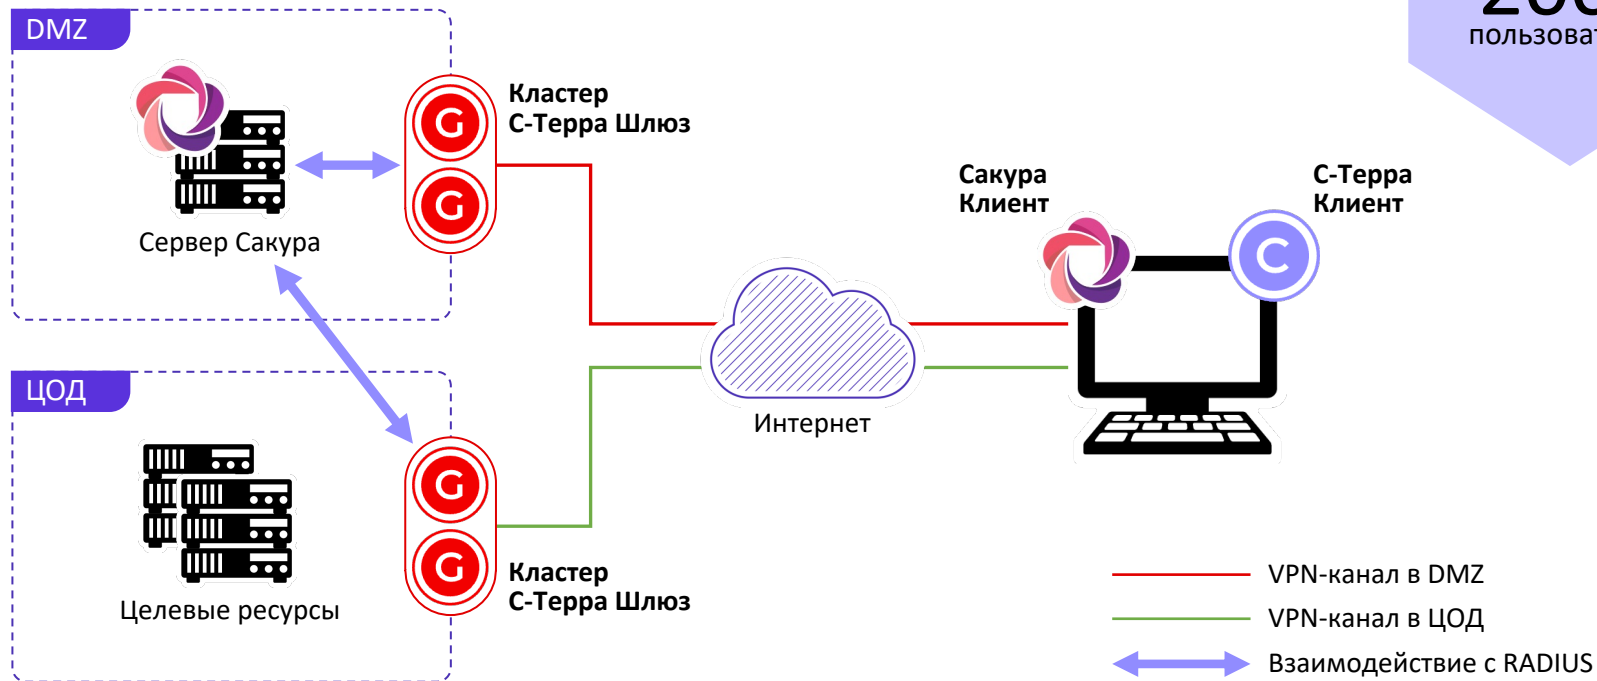 DMZ
Кластер
С-Терра Шлюз
G
G
Сервер Сакура
пользоват
Сакура
Клиент
С-Терра
Клиент
C
Интернет
ЦОД
G
G
Кластер
С-Терра Шлюз
Целевые ресурсы
VPN-канал в DMZ
VPN-канал в ЦОД
Взаимодействие с RADIUS